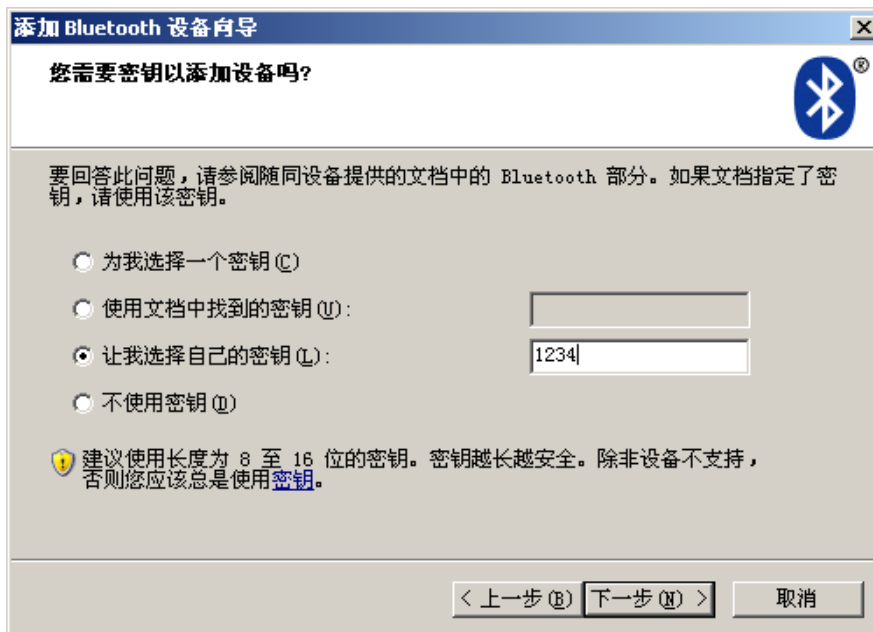 添加 Bluetooth 设备向导
您需要密钥以添加设备吗?
®
要回答此问题，请参阅随同设备提供的文档中的 Bluetooth 部分。如果文档指定了密
钥，请使用该密钥。
为我选择一个密钥(C)
使用文档中找到的密钥(U):
让我选择自己的密钥(L): 1234
不使用密钥(D)
建议使用长度为 8 至 16 位的密钥。密钥越长越安全。除非设备不支持，
否则您应该总是使用密钥。
< 上一步(B) 下一步(N) > 取消